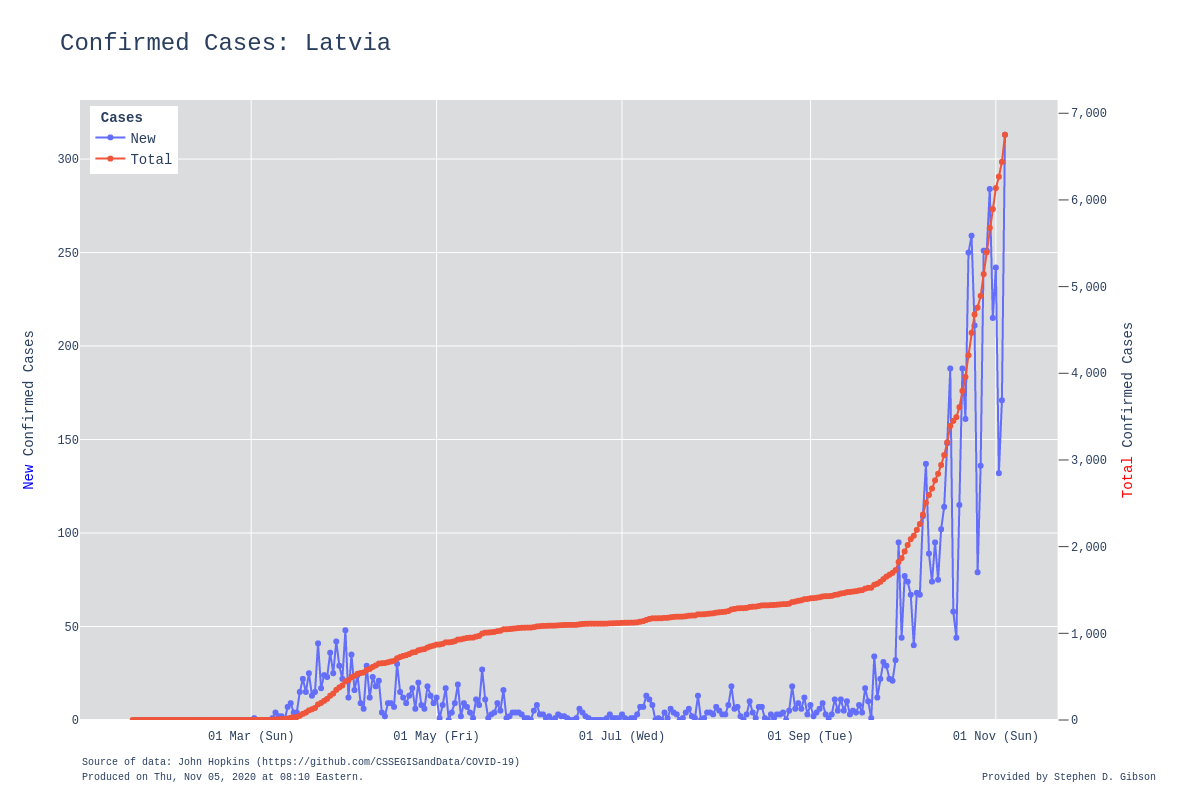 Confirmed Cases: Latvia
Cases
New
Total
300
250
200
150
100
50
0
7,000
6,000
5,000
4,000
3,000
2,000
1,000
0
New Confirmed Cases
Total Confirmed Cases
01 Mar (Sun)
01 May (Fri)
01 Jul (Wed)
01 Sep (Tue)
01 Nov (Sun)
Source of data: John Hopkins (https://github.com/CSSEGISandData/COVID-19)
Produced on Thu, Nov 05, 2020 at 08:10 Eastern.
Provided by Stephen D. Gibson